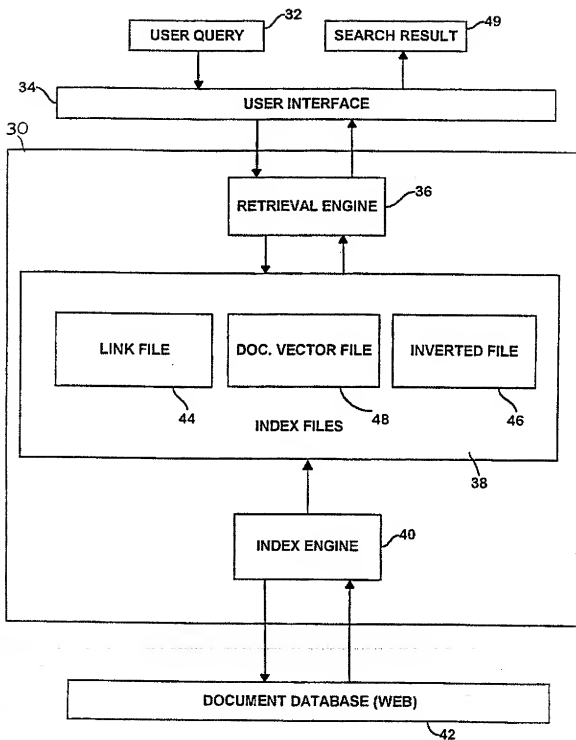 32
49
USER QUERY
SEARCH RESULT
34
USER INTERFACE
30
RETRIEVAL ENGINE
36
LINK FILE
DOC. VECTOR FILE
INVERTED FILE
44
48
46
INDEX FILES
38
INDEX ENGINE
40
DOCUMENT DATABASE (WEB)
42